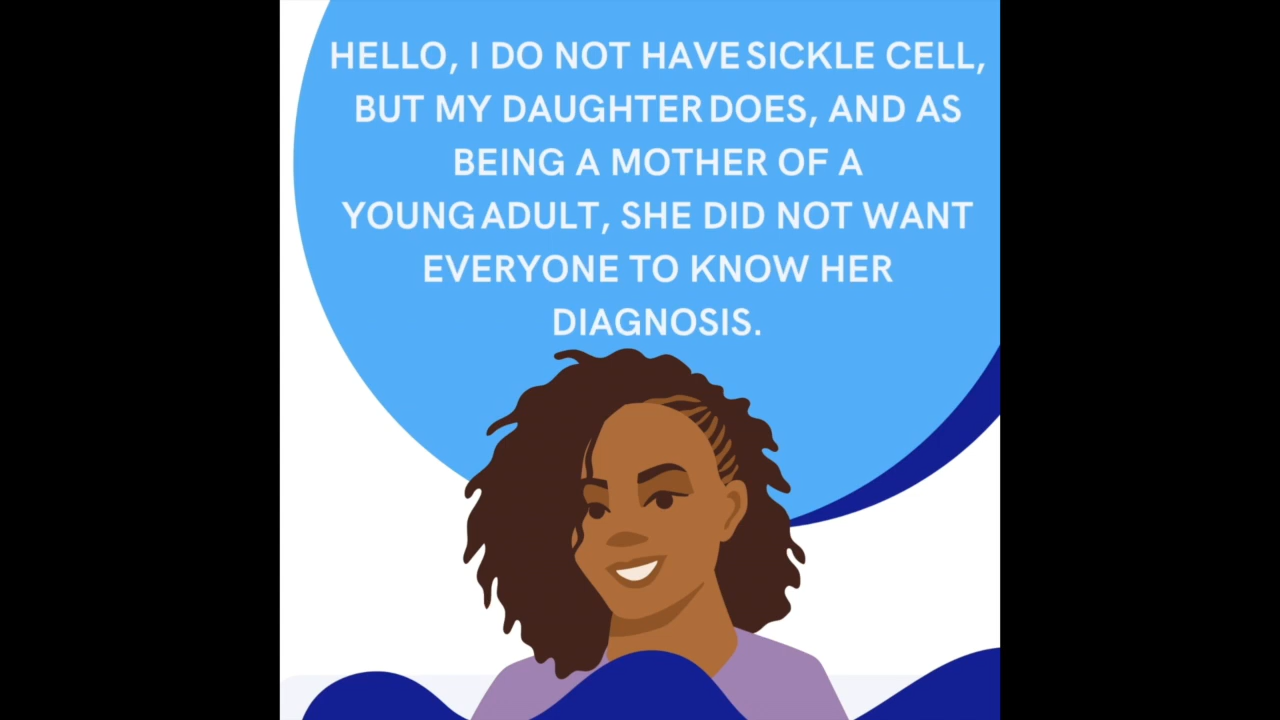 HELLO, I DO NOT HAVE SICKLE CELL,
BUT MY DAUGHTER DOES, AND AS
BEING A MOTHER OF A
YOUNG ADULT, SHE DID NOT WANT
EVERYONE TO KNOW HER
DIAGNOSIS.